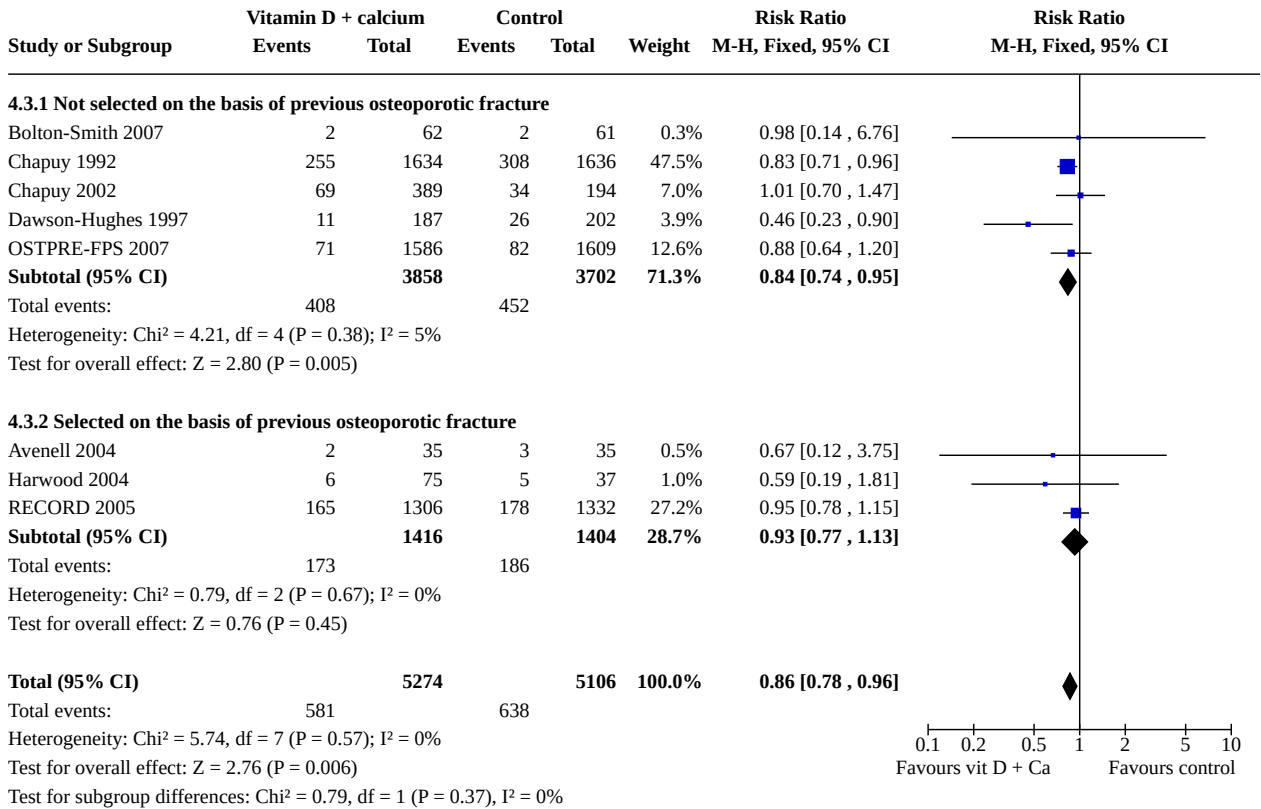 Vitamin D + calcium Control Risk Ratio Risk Ratio
Study or Subgroup Events Total Events Total Weight M-H, Fixed, 95% CI M-H, Fixed, 95% CI
4.3.1 Not selected on the basis of previous osteoporotic fracture
Bolton-Smith 2007 2 62 2 61 0.3% 0.98 [0.14 , 6.76]
Chapuy 1992 255 1634 308 1636 47.5% 0.83 [0.71 , 0.96]
Chapuy 2002 69 389 34 194 7.0% 1.01 [0.70 , 1.47]
Dawson-Hughes 1997 11 187 26 202 3.9% 0.46 [0.23 , 0.90]
OSTPRE-FPS 2007 71 1586 82 1609 12.6% 0.88 [0.64 , 1.20]
Subtotal (95% CI) 3858 3702 71.3% 0.84 [0.74 , 0.95]
Total events: 408 452
Heterogeneity: Chi² = 4.21, df = 4 (P = 0.38); I² = 5%
Test for overall effect: Z = 2.80 (P = 0.005)
4.3.2 Selected on the basis of previous osteoporotic fracture
Avenell 2004 2 35 3 35 0.5% 0.67 [0.12 , 3.75]
Harwood 2004 6 75 5 37 1.0% 0.59 [0.19 , 1.81]
RECORD 2005 165 1306 178 1332 27.2% 0.95 [0.78 , 1.15]
Subtotal (95% CI) 1416 1404 28.7% 0.93 [0.77 , 1.13]
Total events: 173 186
Heterogeneity: Chi² = 0.79, df = 2 (P = 0.67); I² = 0%
Test for overall effect: Z = 0.76 (P = 0.45)
Total (95% CI) 5274 5106 100.0% 0.86 [0.78 , 0.96]
Total events: 581 638
Heterogeneity: Chi² = 5.74, df = 7 (P = 0.57); I² = 0%
0.1 0.2 0.5 1 2 5 10
Test for overall effect: Z = 2.76 (P = 0.006) Favours vit D + Ca Favours control
Test for subgroup differences: Chi² = 0.79, df = 1 (P = 0.37), I² = 0%